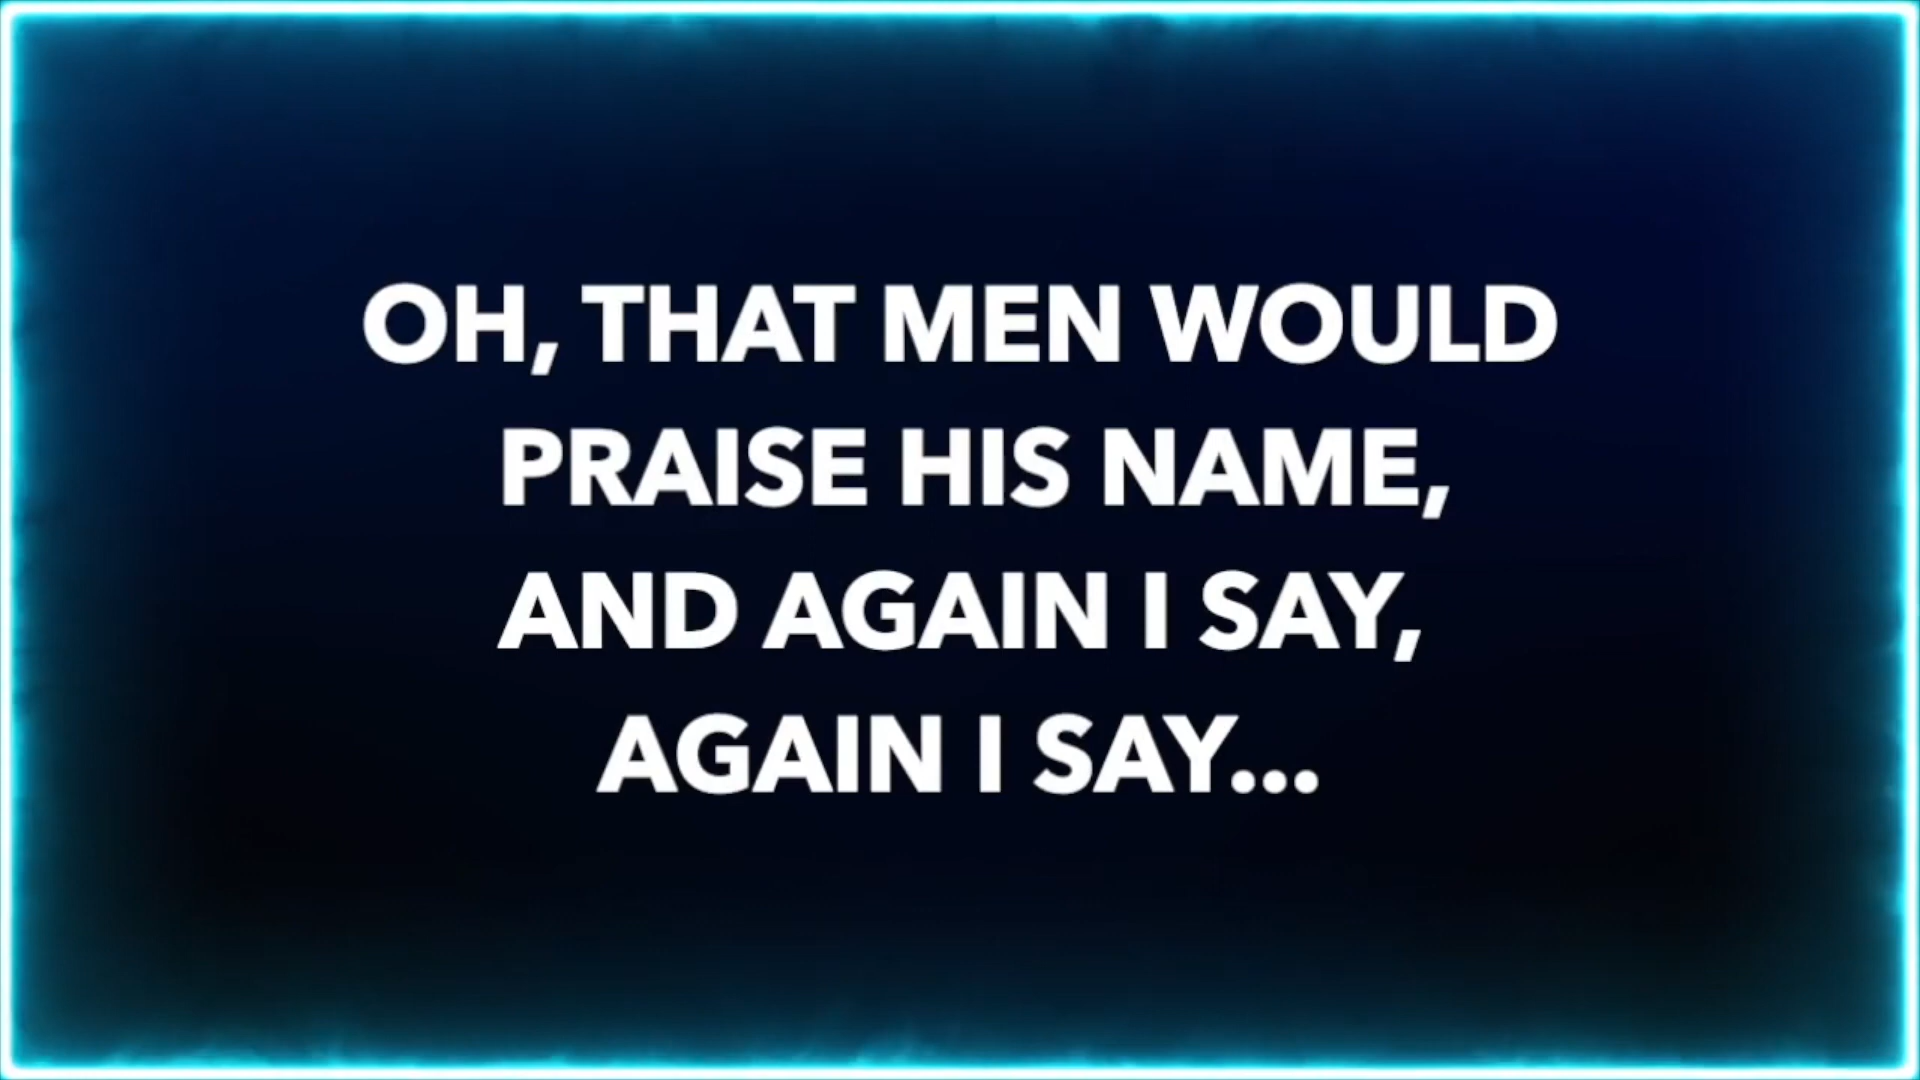 OH, THAT MEN WOULD
PRAISE HIS NAME,
AND AGAIN I SAY,
AGAIN I SAY...